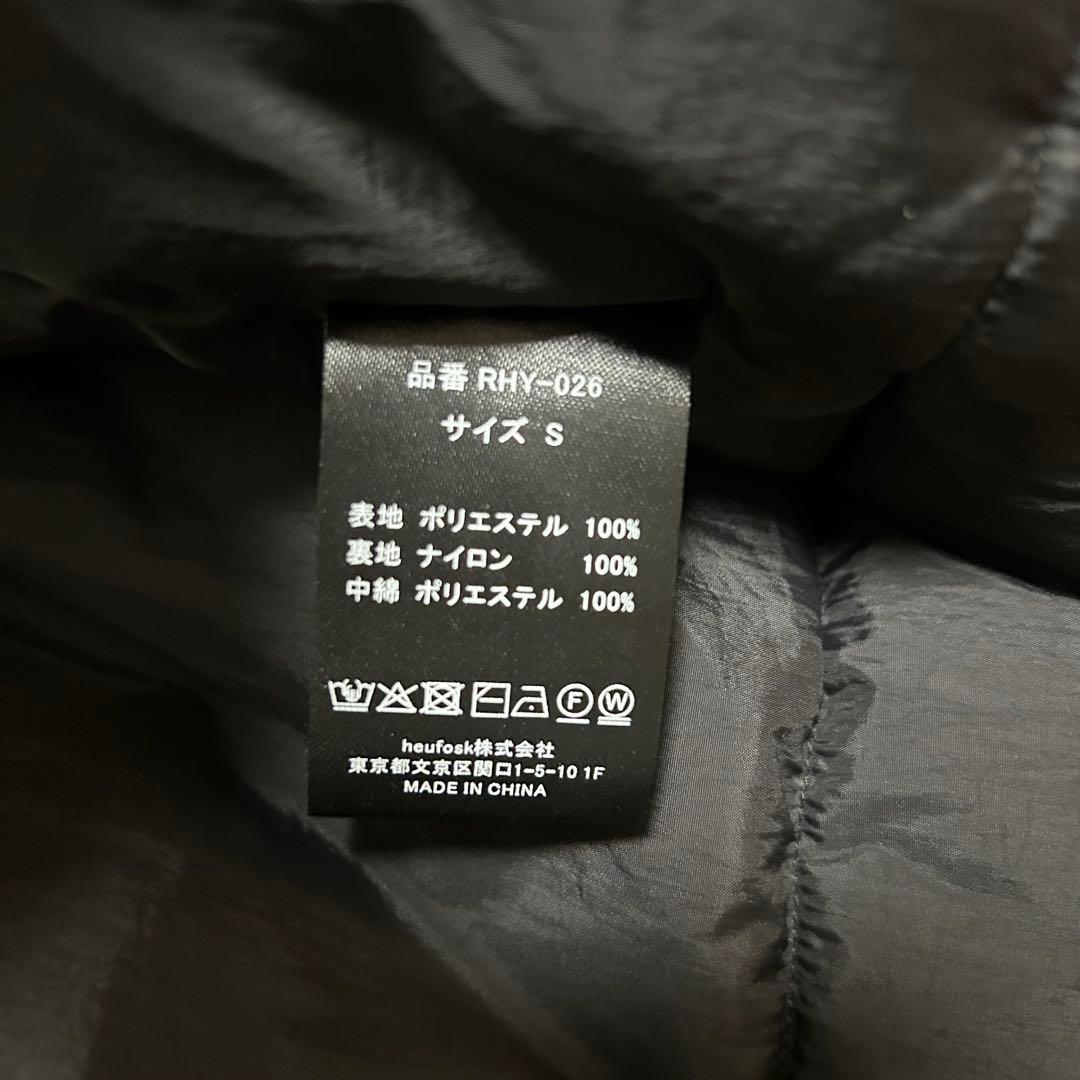 品番 RHY-026
サイズ S
表地 ポリエステル 100%
裏地 ナイロン 100%
中綿 ポリエステル 100%
F W
heufosk株式会社
東京都文京区関口1-5-10 1F
MADE IN CHINA